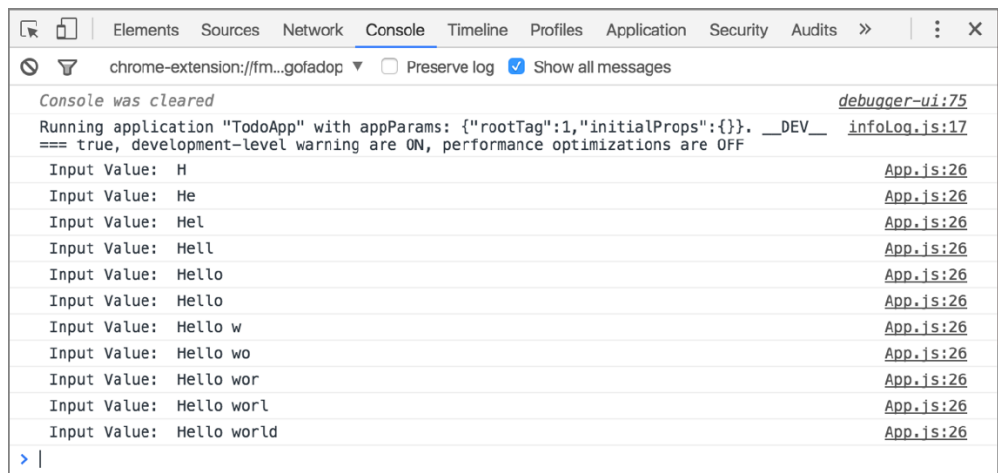 Elements Sources Network Console Timeline Profiles Application Security Audits »
chrome-extension://fm...gofadop ▼ Preserve log Show all messages
Console was cleared debugger-ui:75
Running application "TodoApp" with appParams: {"rootTag":1,"initialProps":{}}. __DEV__ infoLog.js:17
=== true, development-level warning are ON, performance optimizations are OFF
Input Value: H App.js:26
Input Value: He App.js:26
Input Value: Hel App.js:26
Input Value: Hell App.js:26
Input Value: Hello App.js:26
Input Value: Hello App.js:26
Input Value: Hello w App.js:26
Input Value: Hello wo App.js:26
Input Value: Hello wor App.js:26
Input Value: Hello worl App.js:26
Input Value: Hello world App.js:26
>